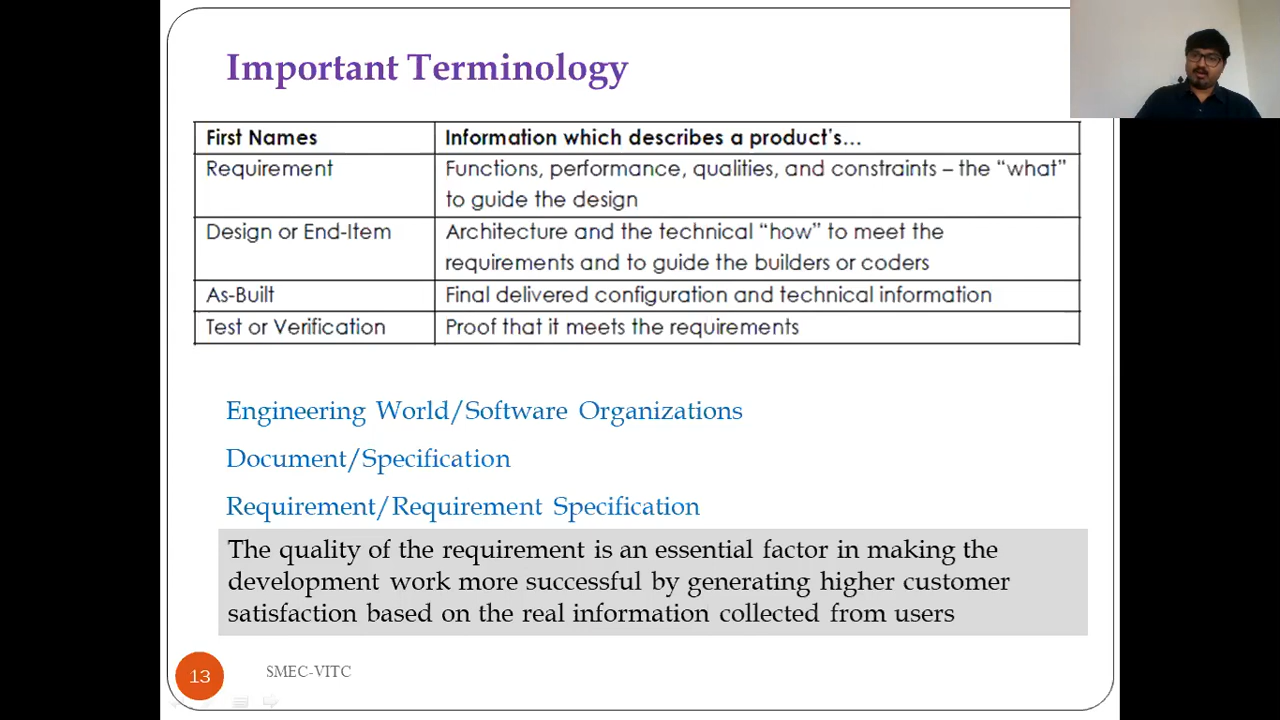 Important Terminology
First Names
Information which describes a product's...
Requirement
Functions, performance, qualities, and constraints – the “what”
to guide the design
Design or End-Item
Architecture and the technical “how” to meet the
requirements and to guide the builders or coders
As-Built
Final delivered configuration and technical information
Test or Verification
Proof that it meets the requirements
Engineering World/Software Organizations
Document/Specification
Requirement/Requirement Specification
The quality of the requirement is an essential factor in making the
development work more successful by generating higher customer
satisfaction based on the real information collected from users
13
SMEC-VITC